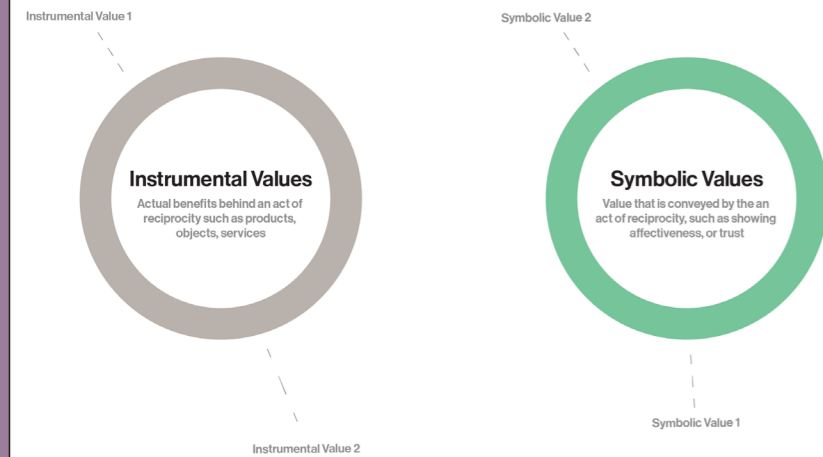 Instrumental Value 1
Symbolic Value 2
Instrumental Values
Actual benefits behind an act of
reciprocity such as products,
objects, services
Symbolic Values
Value that is conveyed by the an
act of reciprocity, such as showing
affectiveness, or trust
Symbolic Value 1
Instrumental Value 2